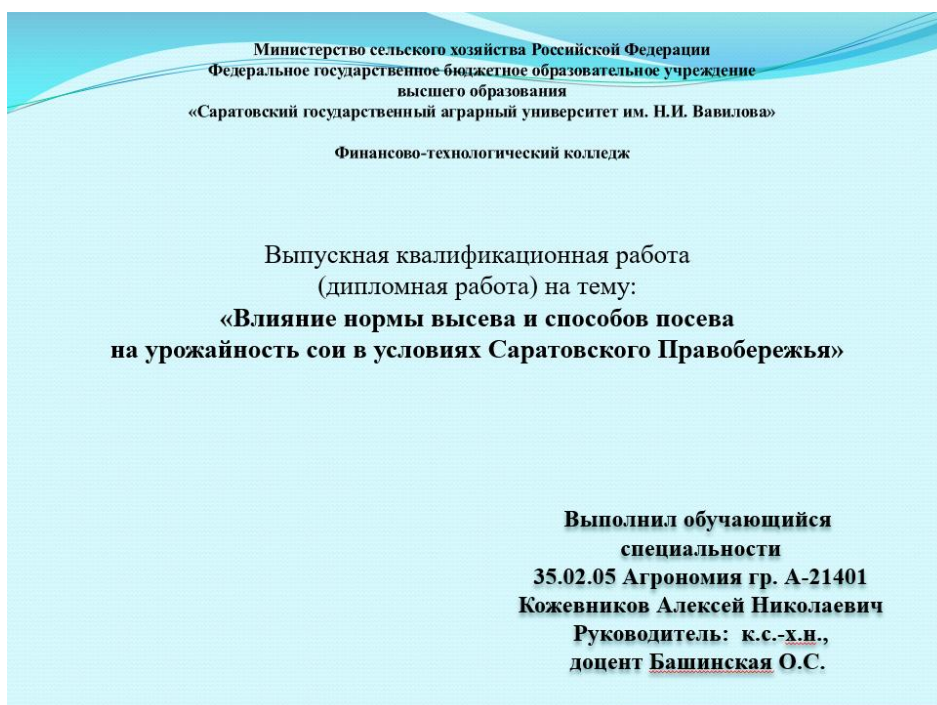 Министерство сельского хозяйства Российской Федерации
Федеральное государственное бюджетное образовательное учреждение
высшего образования
«Саратовский государственный аграрный университет им. Н.И. Вавилова»
Финансово-технологический колледж
Выпускная квалификационная работа
(дипломная работа) на тему:
«Влияние нормы высева и способов посева
на урожайность сои в условиях Саратовского Правобережья»
Выполнил обучающийся
специальности
35.02.05 Агрономия гр. А-21401
Кожевников Алексей Николаевич
Руководитель: к.с.-х.н.,
доцент Башинская О.С.